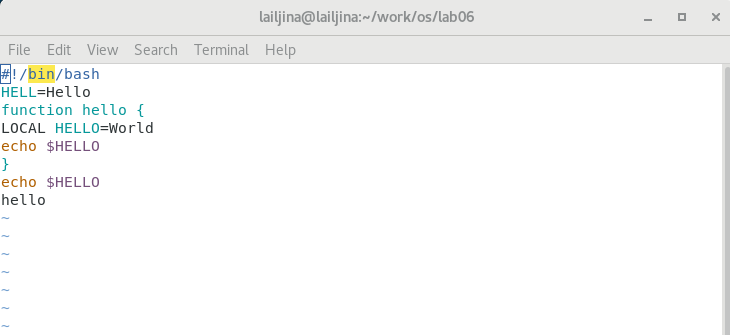 lailjina@lailjina:~/work/os/lab06
File Edit View Search Terminal Help
#!/bin/bash
HELL=Hello
function hello {
LOCAL HELLO=World
echo $HELLO
}
echo $HELLO
hello
~
~
~
~
~
~
~